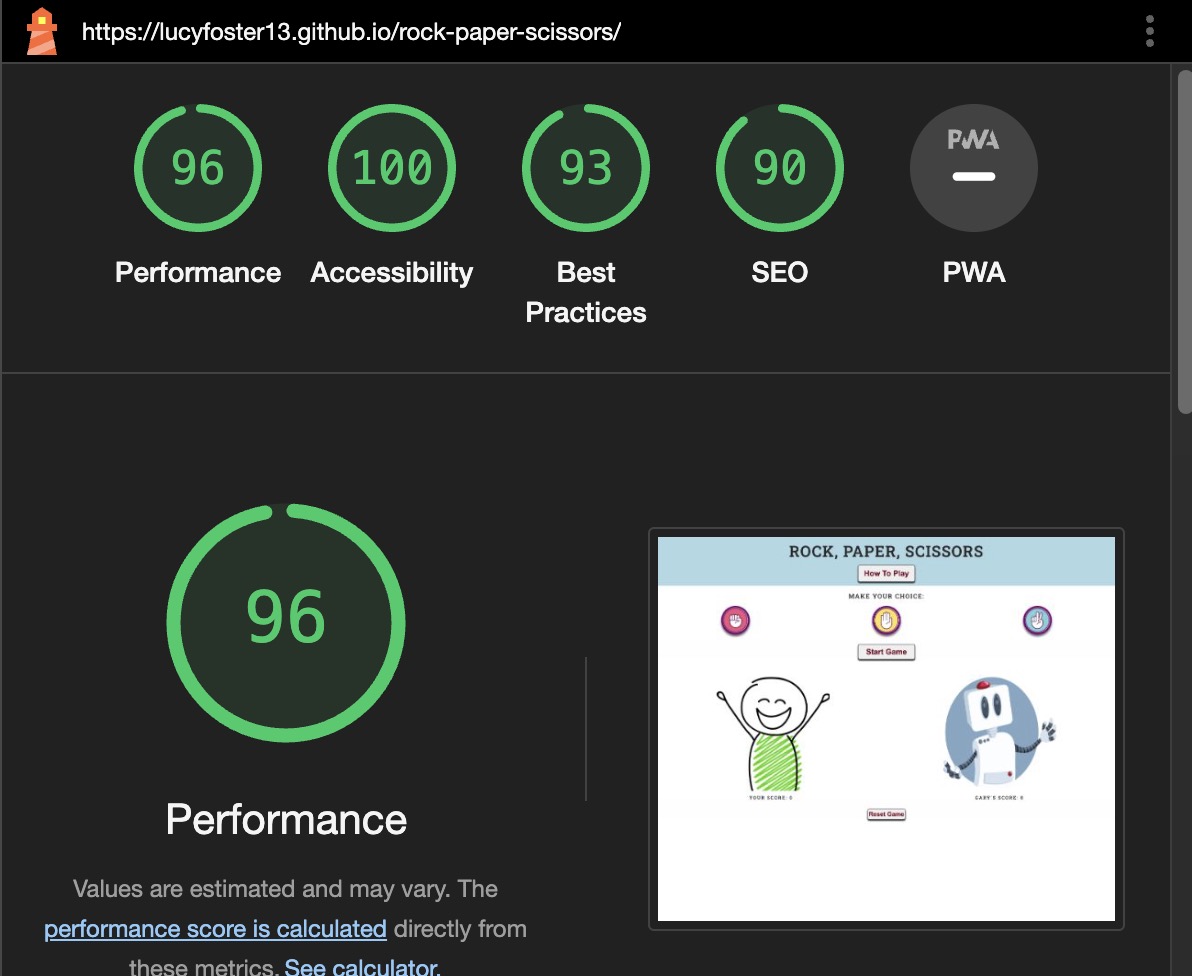 https://lucyfoster13.github.io/rock-paper-scissors/
96
100
93
90
PWA
Performance
Accessibility
Best
Practices
SEO
PWA
96
Performance
Values are estimated and may vary. The
performance score is calculated directly from
these metrics. See calculator.
ROCK, PAPER, SCISSORS
How To Play
MAKE YOUR CHOICE:
Start Game
YOUR SCORE: 0
GARY'S SCORE: 0
Reset Game